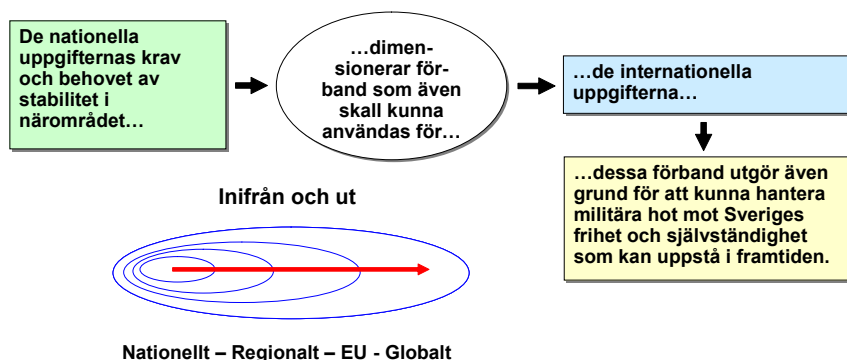 De nationella
uppgifternas krav
och behovet av
stabilitet i
närområdet…
…dimen-
sionerar för-
band som även
skall kunna
användas för…
…de internationella
uppgifterna…
…dessa förband utgör även
grund för att kunna hantera
militära hot mot Sveriges
frihet och självständighet
som kan uppstå i framtiden.
Inifrån och ut
Nationellt – Regionalt – EU - Globalt